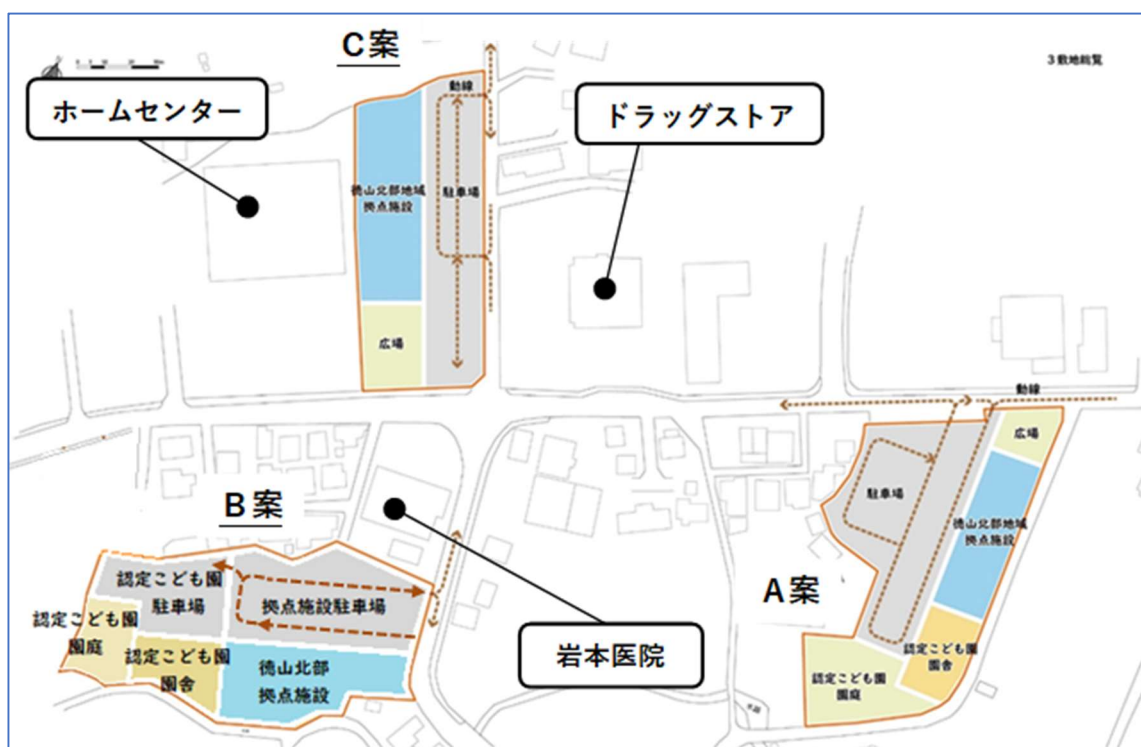 C案
3敷地総覧
ホームセンター
ドラッグストア
動線
徳山北部地域
拠点施設
駐車場
広場
動線
広場
駐車場
徳山北部地域
拠点施設
A案
認定こども園
園舎
認定こども園
園庭
B案
認定こども園
駐車場
拠点施設駐車場
認定こども園
園庭
認定こども園
園舎
徳山北部
拠点施設
岩本医院